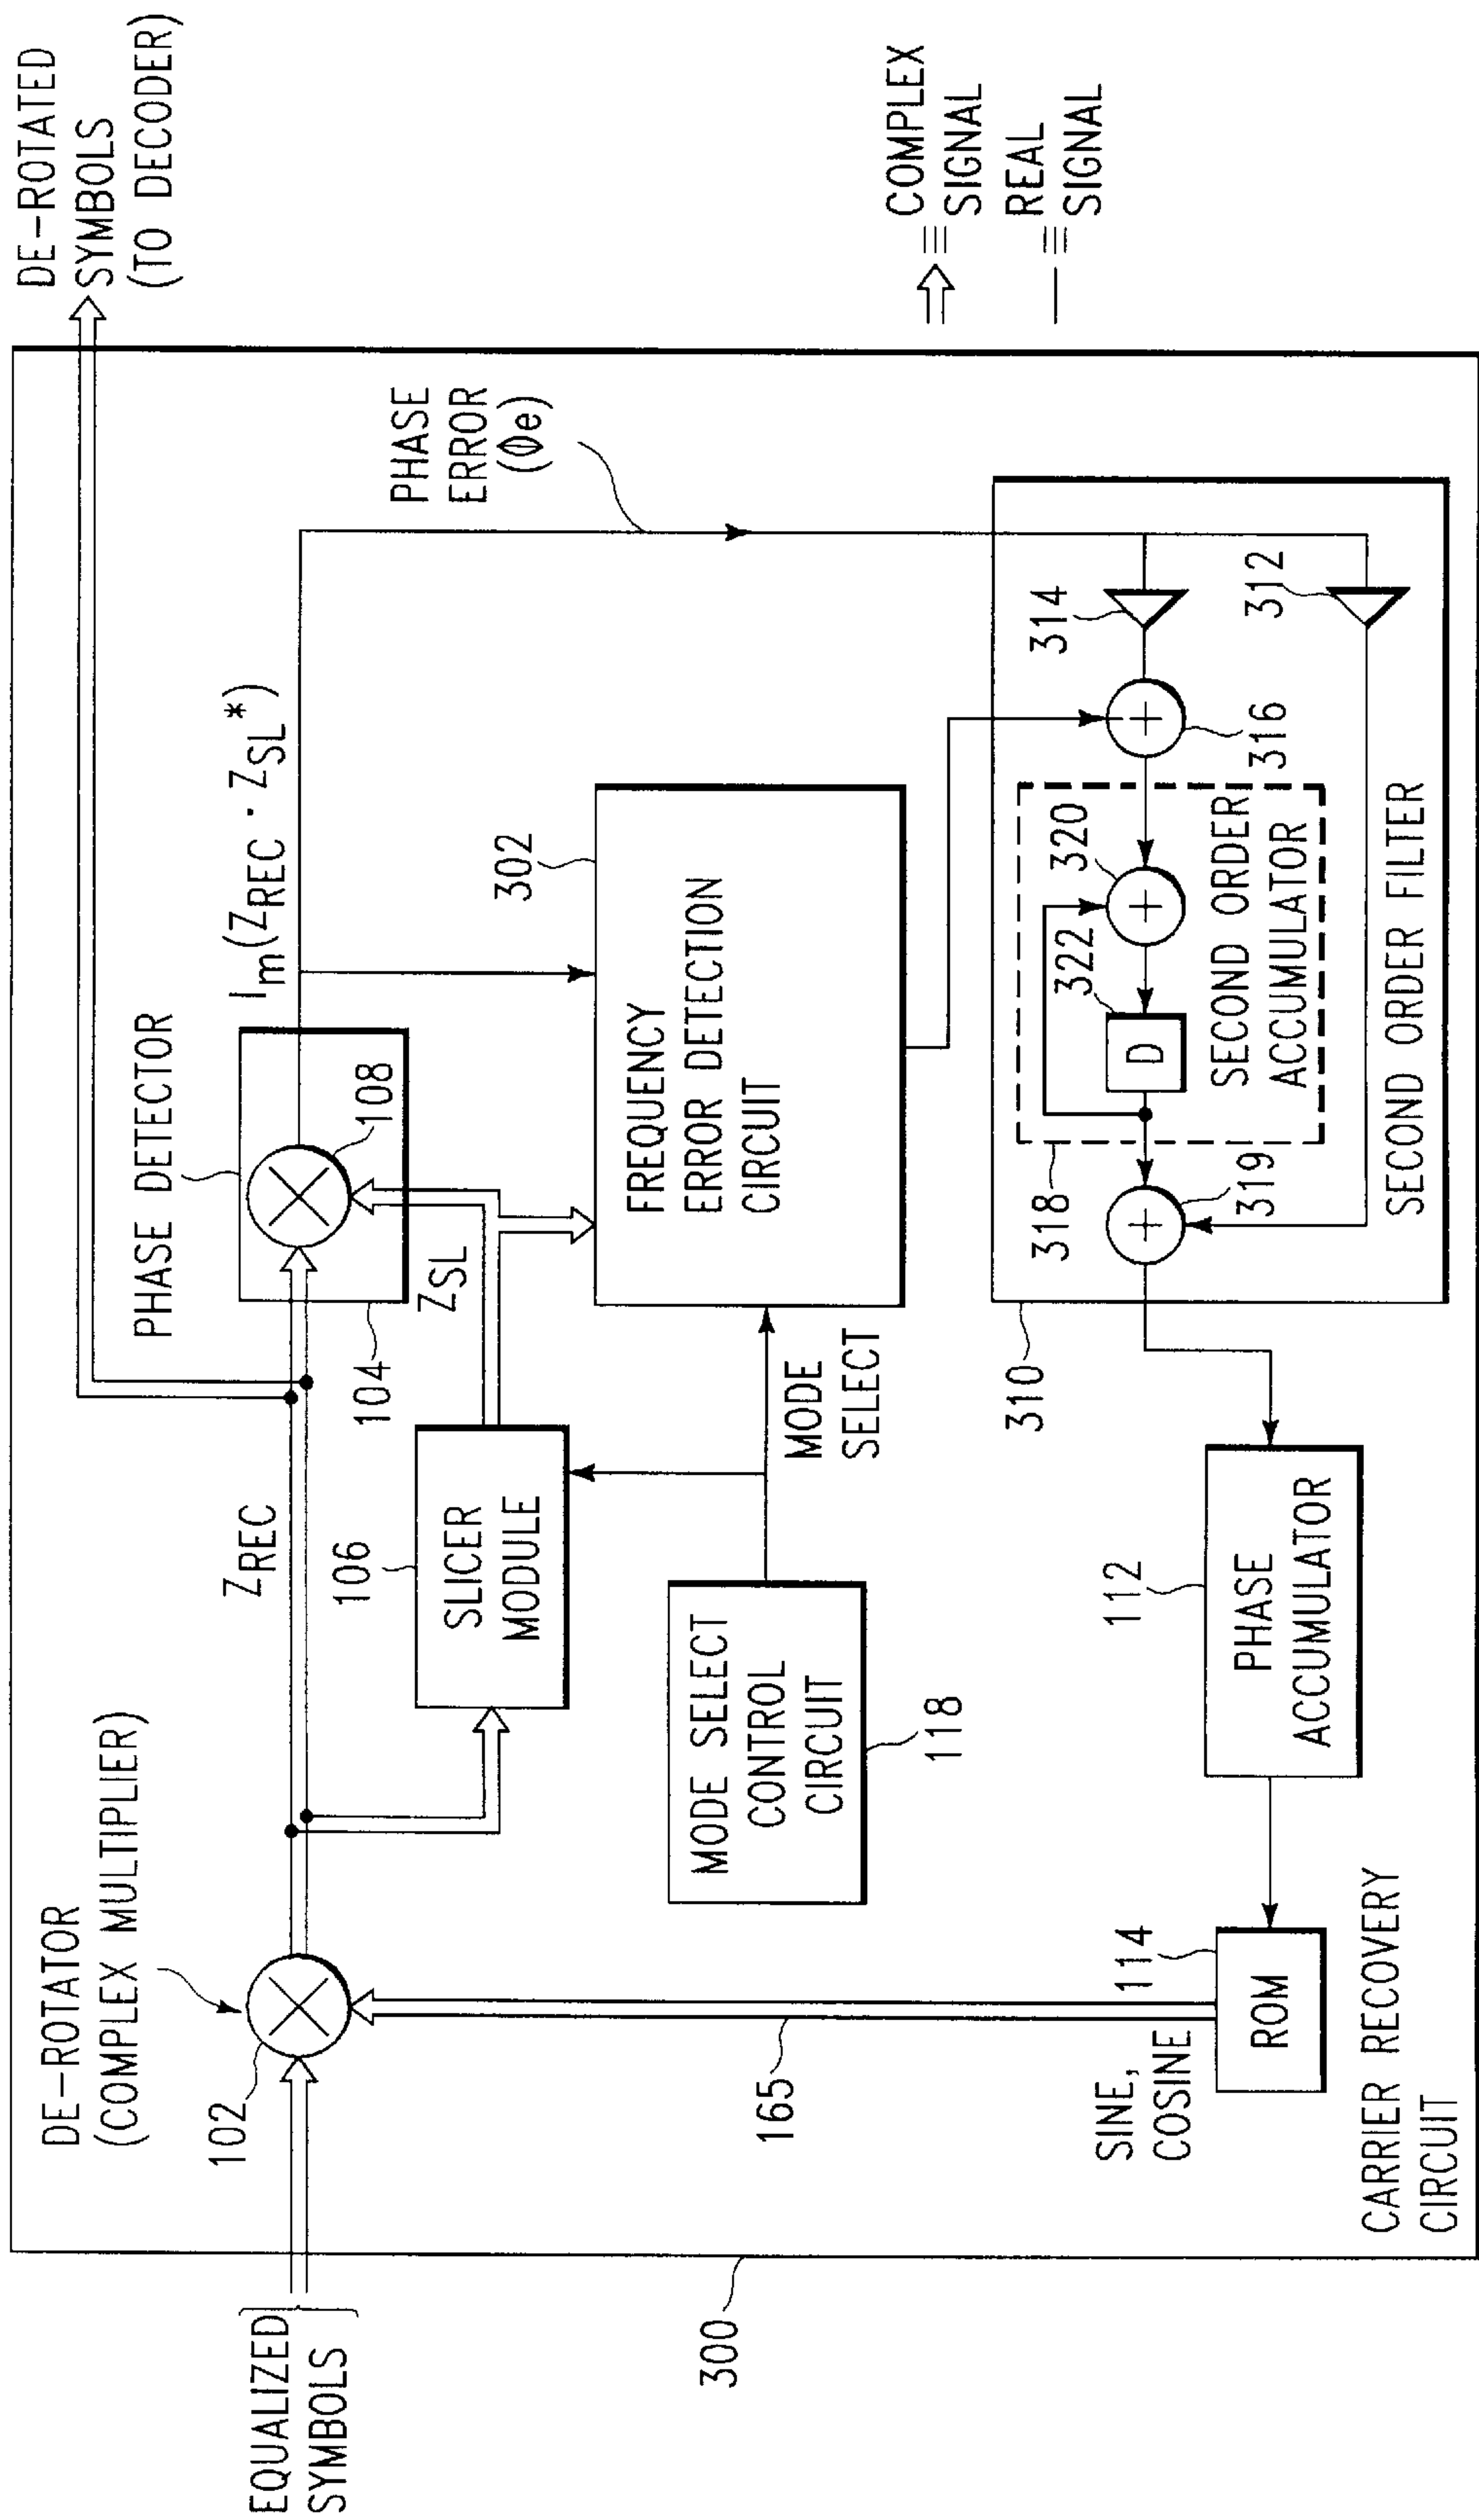 DE-ROTATED
SYMBOLS
(TO DECODER)
DE-ROTATOR
(COMPLEX MULTIPLIER)
102
EQUALIZED
SYMBOLS
ZREC
PHASE DETECTOR
108
104
Im(ZREC · ZSL*)
PHASE
ERROR
(Φe)
106
SLICER
MODULE
ZSL
302
FREQUENCY
ERROR DETECTION
CIRCUIT
MODE SELECT
CONTROL
CIRCUIT
118
MODE
SELECT
COMPLEX
SIGNAL
REAL
SIGNAL
300
165
SINE,
COSINE
114
ROM
112
PHASE
ACCUMULATOR
310
318
319
322
D
320
316
314
312
SECOND ORDER
ACCUMULATOR
SECOND ORDER FILTER
CARRIER RECOVERY
CIRCUIT